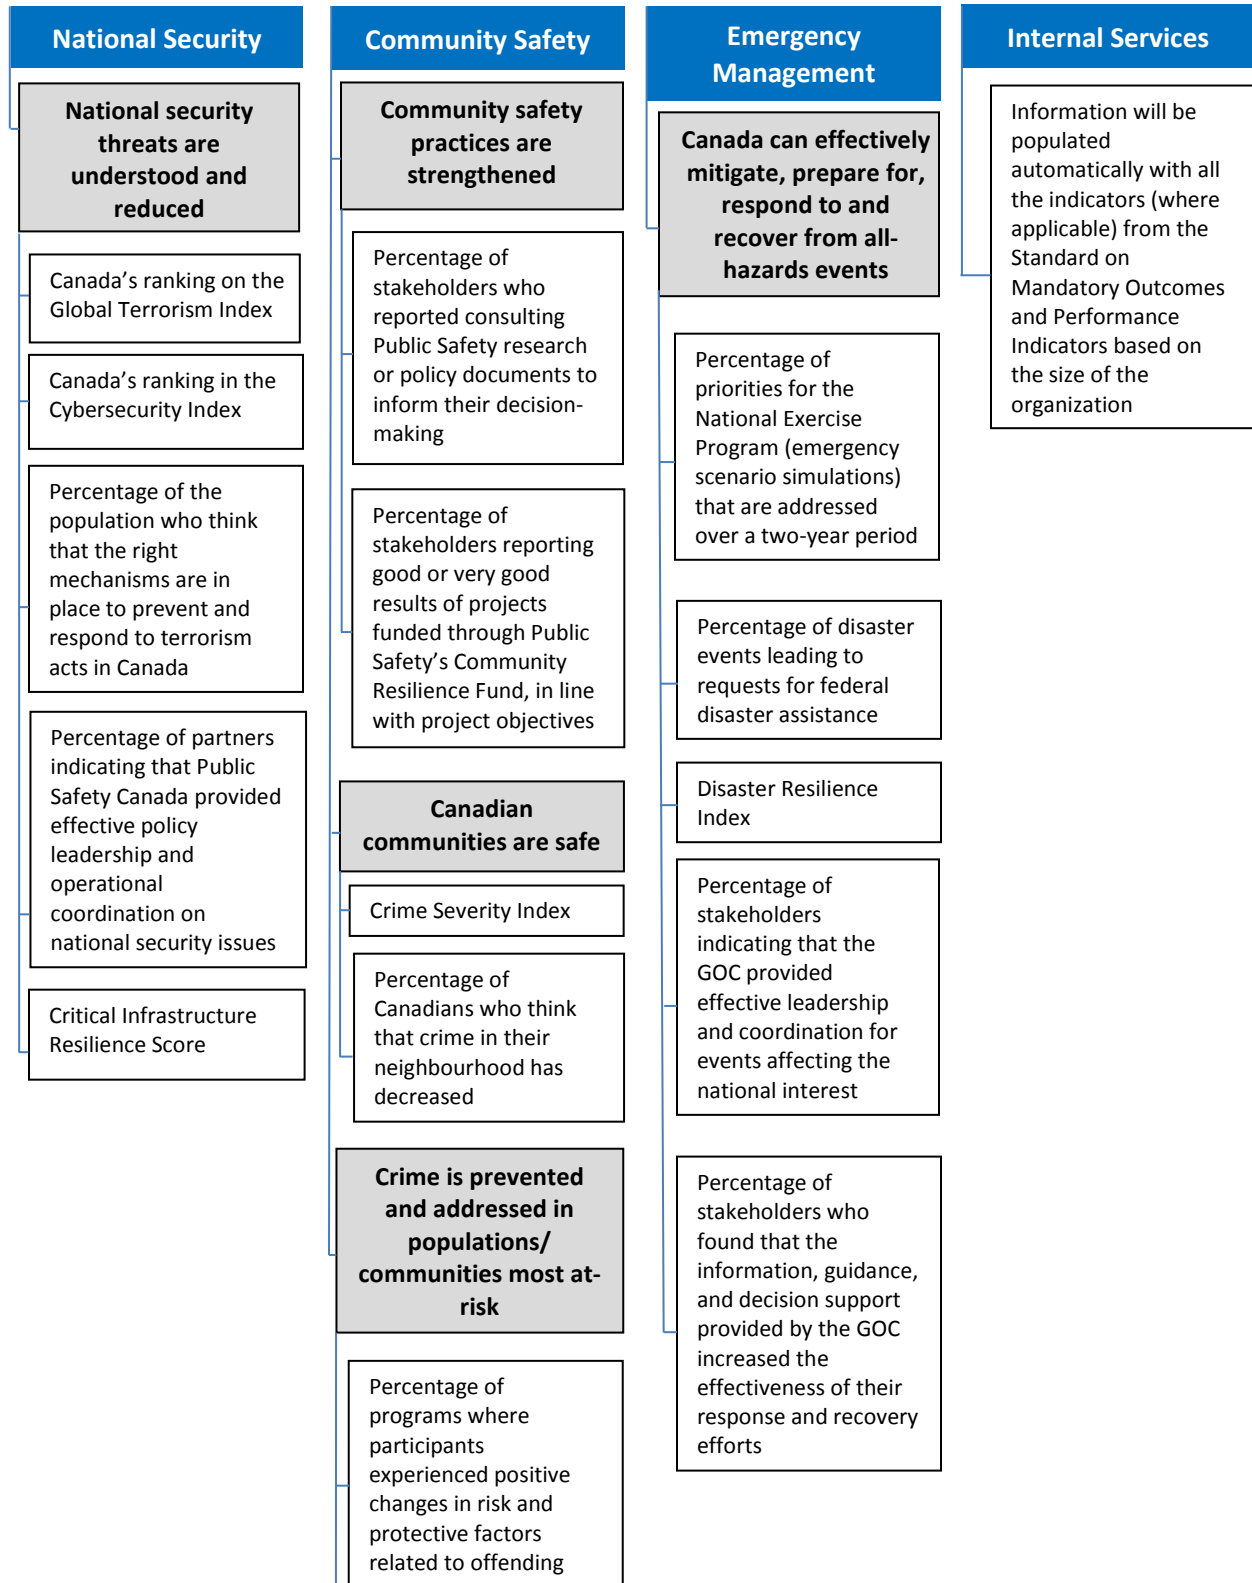 National Security
National security
threats are
understood and
reduced
Canada’s ranking on the
Global Terrorism Index
Canada’s ranking in the
Cybersecurity Index
Percentage of the
population who think
that the right
mechanisms are in
place to prevent and
respond to terrorism
acts in Canada
Percentage of partners
indicating that Public
Safety Canada provided
effective policy
leadership and
operational
coordination on
national security issues
Critical Infrastructure
Resilience Score
Community Safety
Community safety
practices are
strengthened
Percentage of
stakeholders who
reported consulting
Public Safety research
or policy documents to
inform their decision-
making
Percentage of
stakeholders reporting
good or very good
results of projects
funded through Public
Safety’s Community
Resilience Fund, in line
with project objectives
Canadian
communities are safe
Crime Severity Index
Percentage of
Canadians who think
that crime in their
neighbourhood has
decreased
Crime is prevented
and addressed in
populations/
communities most at-
risk
Percentage of
programs where
participants
experienced positive
changes in risk and
protective factors
related to offending
Emergency
Management
Canada can effectively
mitigate, prepare for,
respond to and
recover from all-
hazards events
Percentage of
priorities for the
National Exercise
Program (emergency
scenario simulations)
that are addressed
over a two-year period
Percentage of disaster
events leading to
requests for federal
disaster assistance
Disaster Resilience
Index
Percentage of
stakeholders
indicating that the
GOC provided
effective leadership
and coordination for
events affecting the
national interest
Percentage of
stakeholders who
found that the
information, guidance,
and decision support
provided by the GOC
increased the
effectiveness of their
response and recovery
efforts
Internal Services
Information will be
populated
automatically with all
the indicators (where
applicable) from the
Standard on
Mandatory Outcomes
and Performance
Indicators based on
the size of the
organization